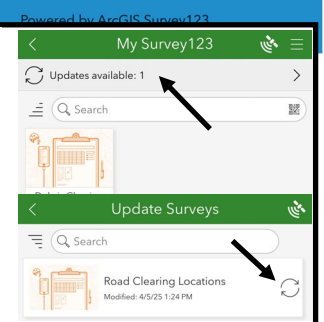 Powered by ArcGIS Survey123
My Survey123
Updates available: 1
Search
Update Surveys
Search
Road Clearing Locations
Modified: 4/5/25 1:24 PM